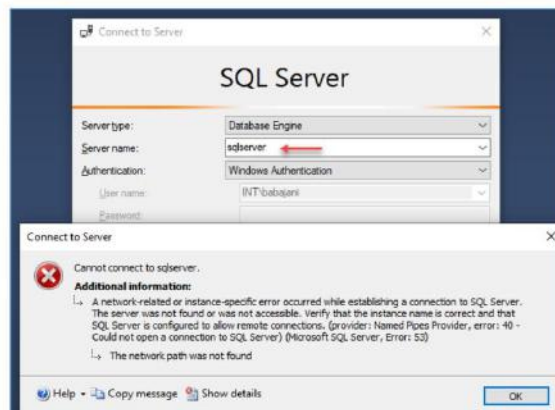 Connect to Server
SQL Server
Server type: Database Engine
Server name: sqlserver
Authentication: Windows Authentication
User name: INT\babajani
Password:
Connect to Server
Cannot connect to sqlserver.
Additional information:
A network-related or instance-specific error occurred while establishing a connection to SQL Server.
The server was not found or was not accessible. Verify that the instance name is correct and that
SQL Server is configured to allow remote connections. (provider: Named Pipes Provider, error: 40 -
Could not open a connection to SQL Server) (Microsoft SQL Server, Error: 53)
The network path was not found
Help Copy message Show details OK